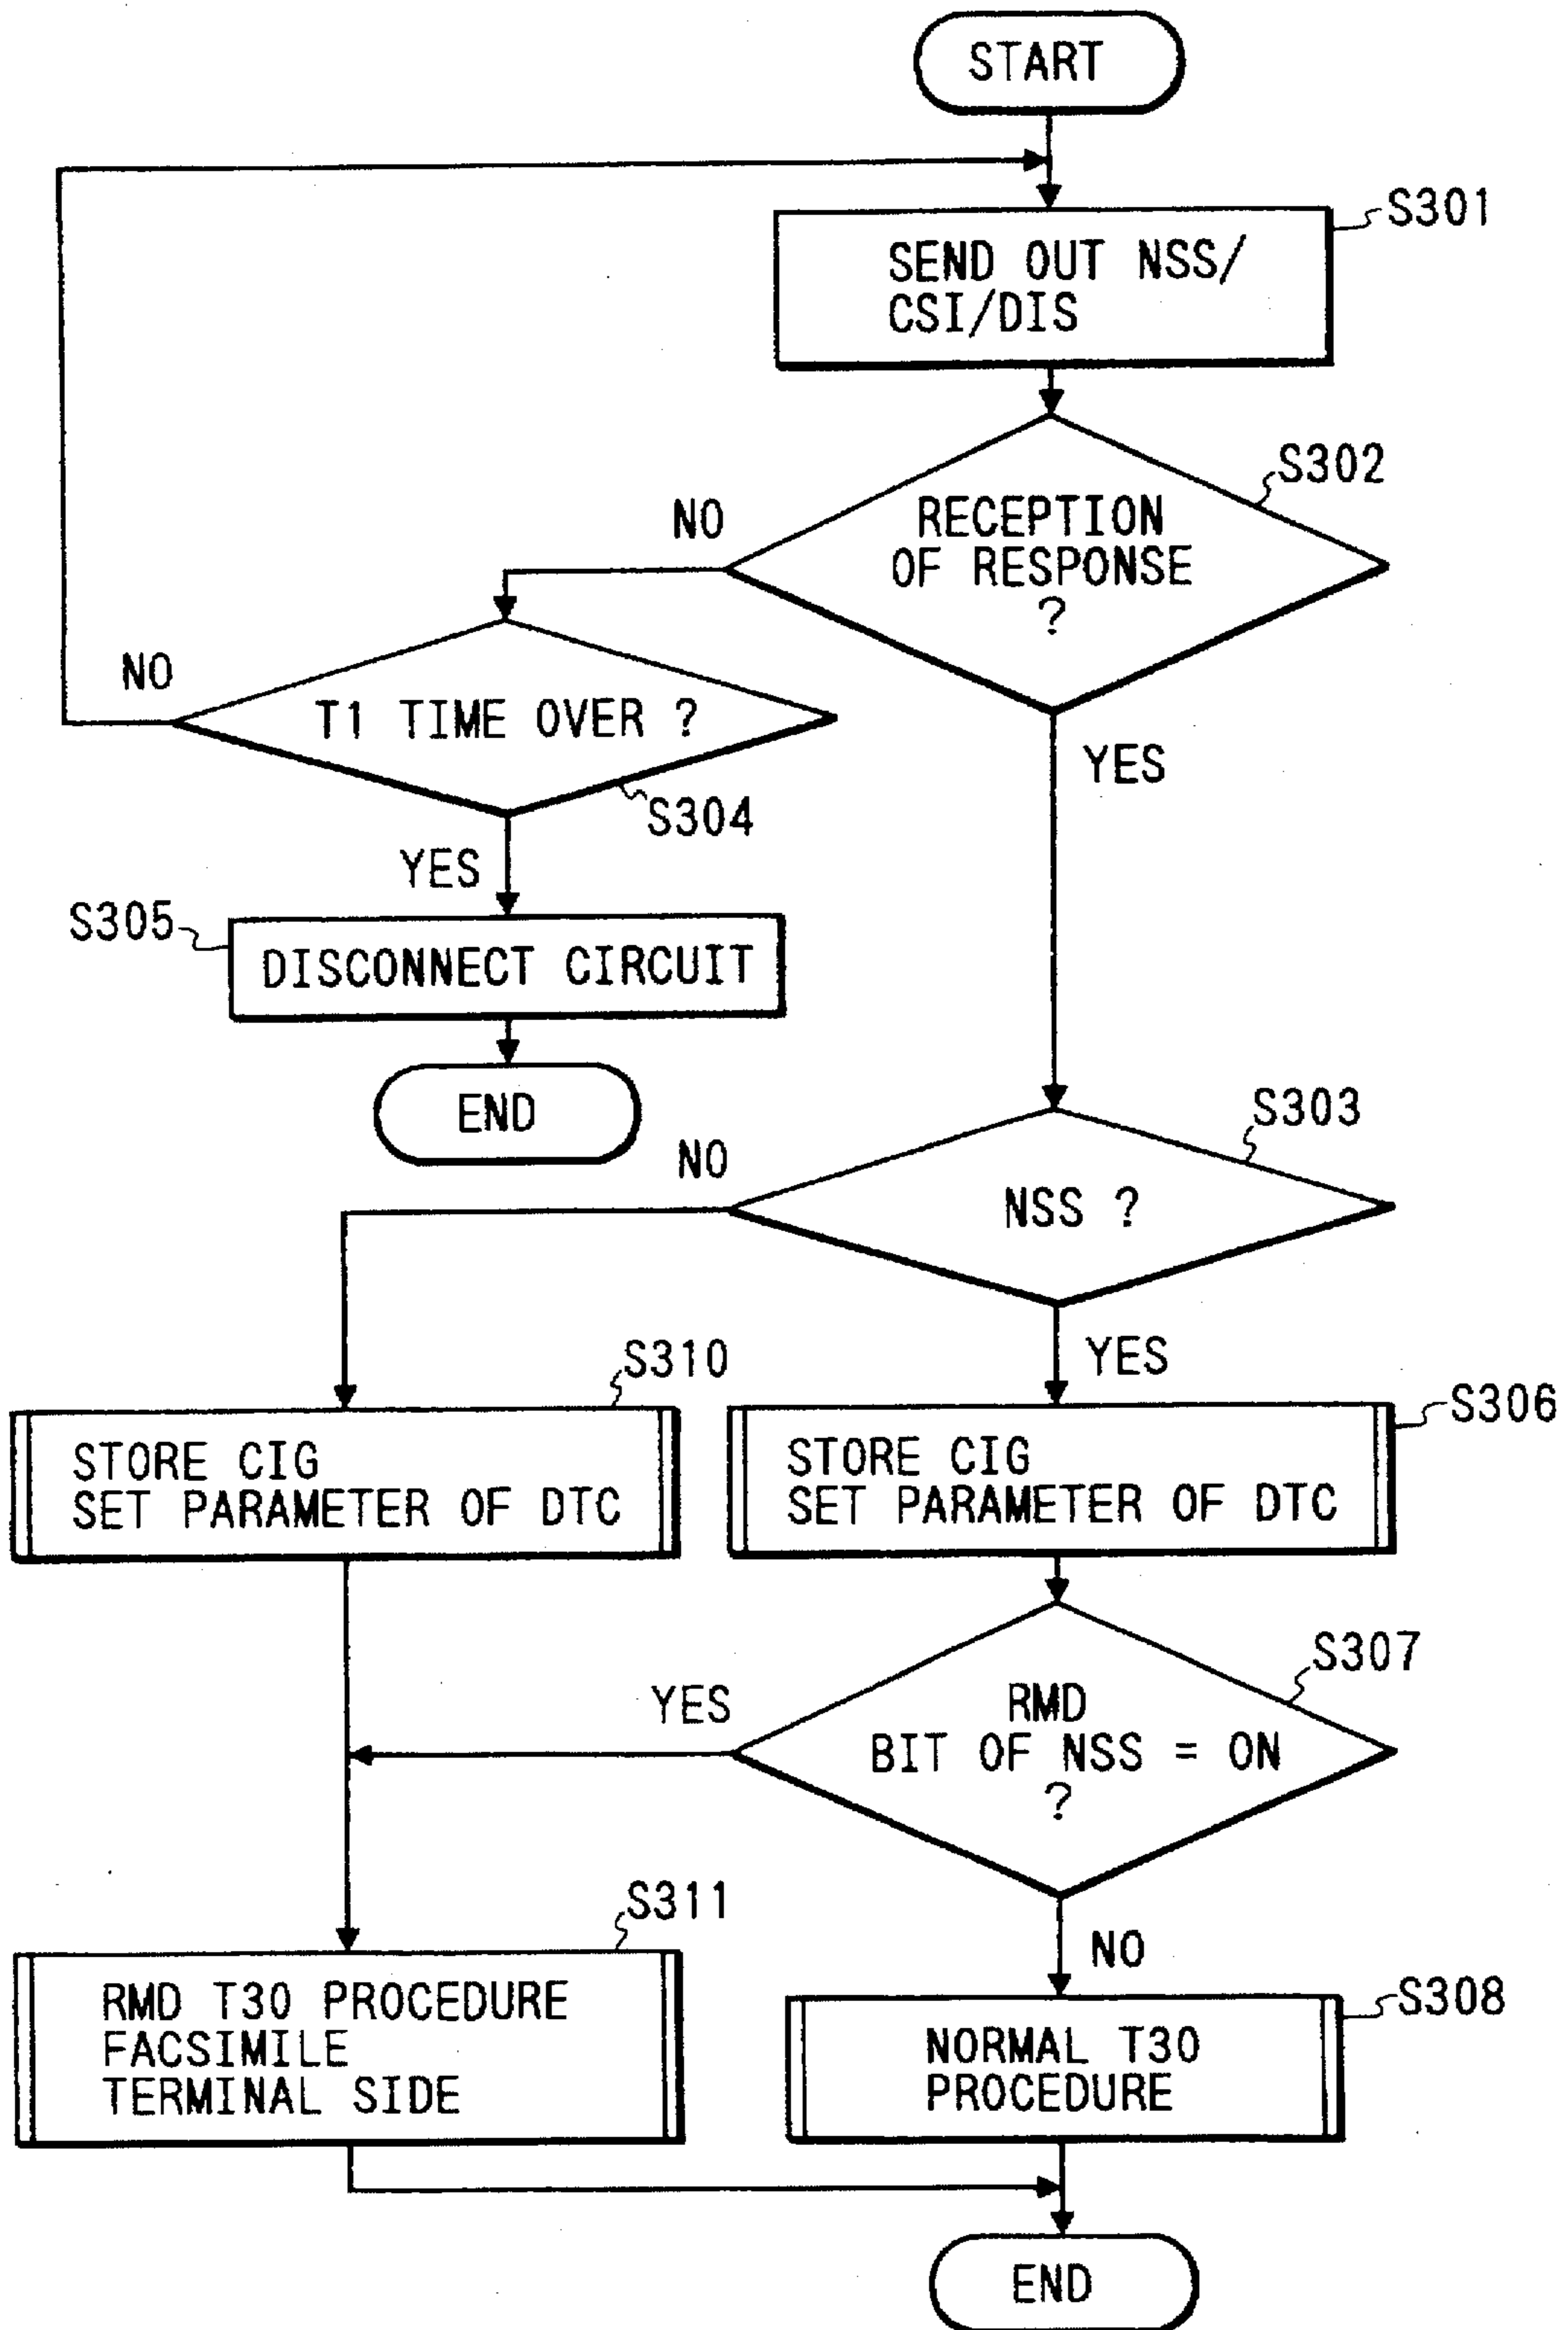 START
S301
SEND OUT NSS/
CSI/DIS
S302
NO
RECEPTION
OF RESPONSE
?
NO
T1 TIME OVER ?
YES
S304
YES
S305
DISCONNECT CIRCUIT
END
S303
NO
NSS ?
S310
YES
S306
STORE CIG
SET PARAMETER OF DTC
STORE CIG
SET PARAMETER OF DTC
S307
YES
RMD
BIT OF NSS = ON
?
S311
NO
RMD T30 PROCEDURE
FACSIMILE
TERMINAL SIDE
S308
NORMAL T30
PROCEDURE
END